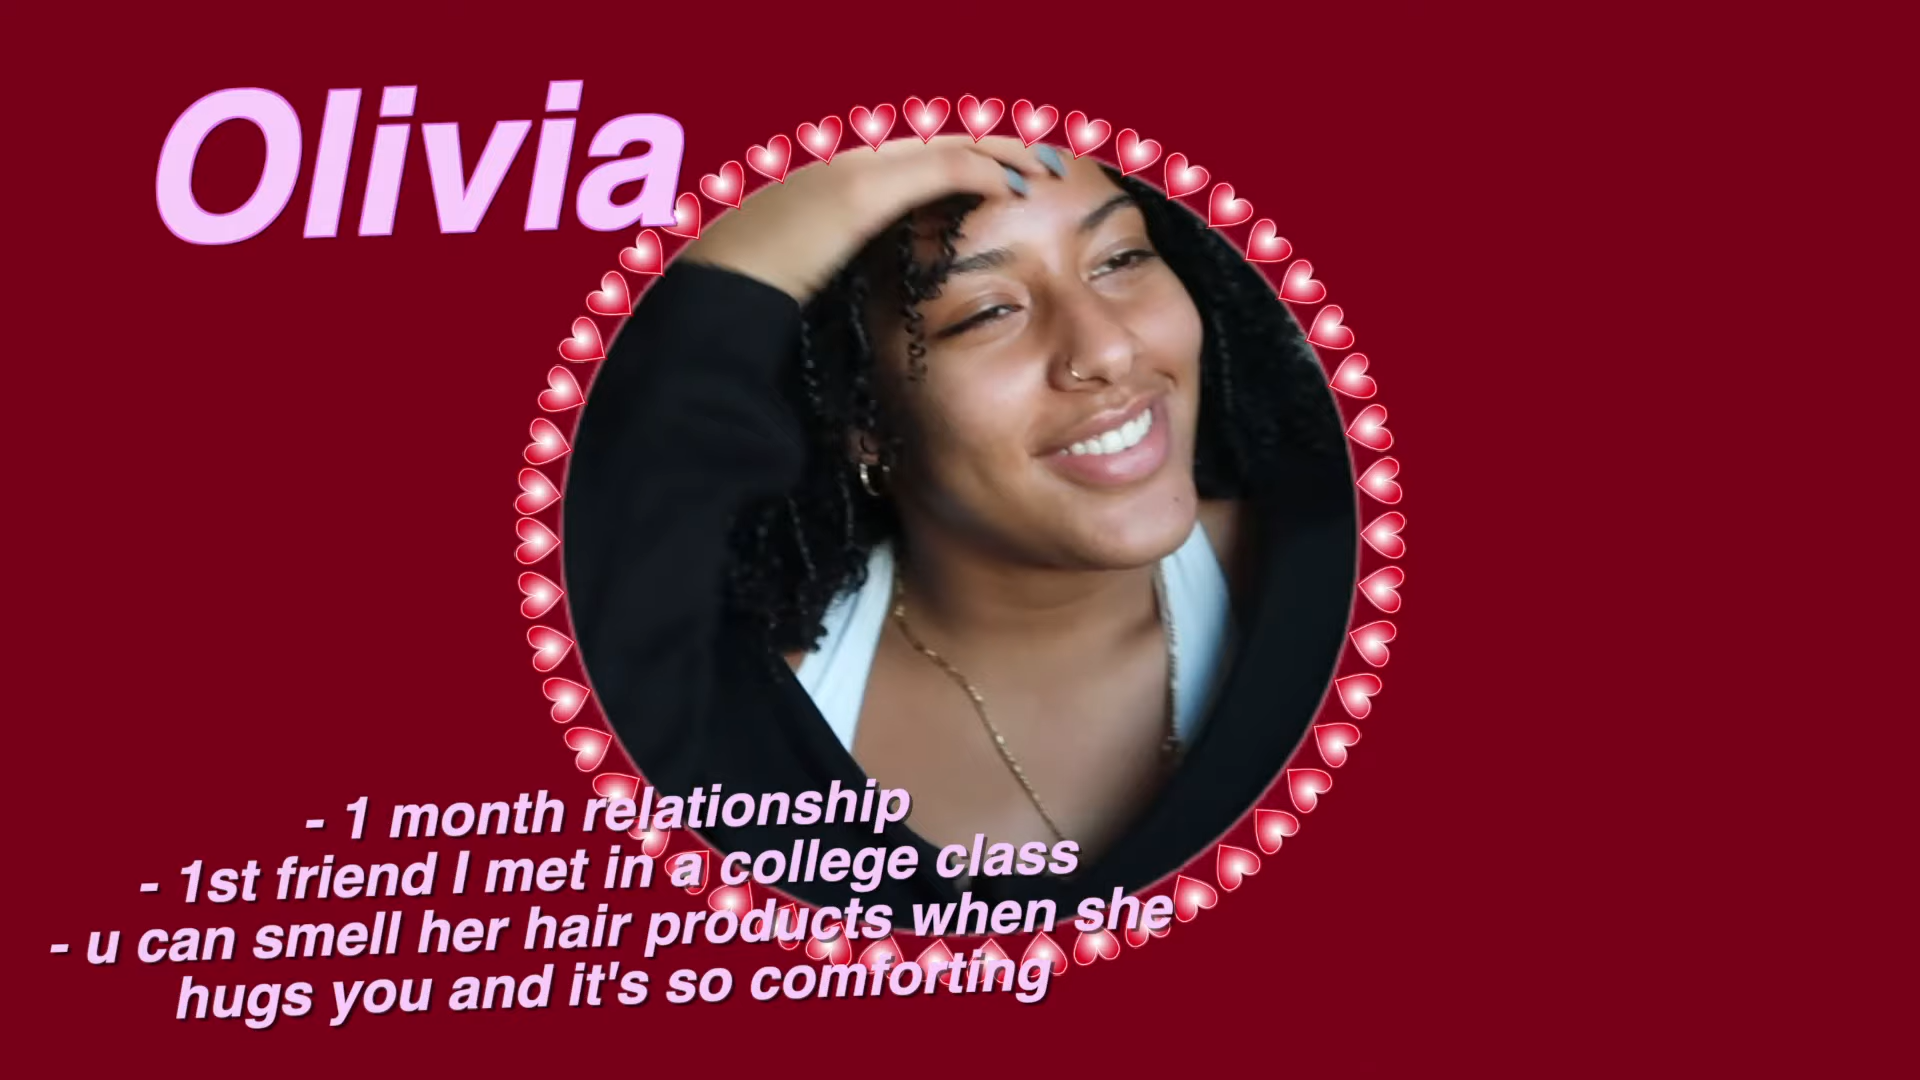 Olivia
- 1 month relationship
- 1st friend I met in a college class
- u can smell her hair products when she
hugs you and it's so comforting